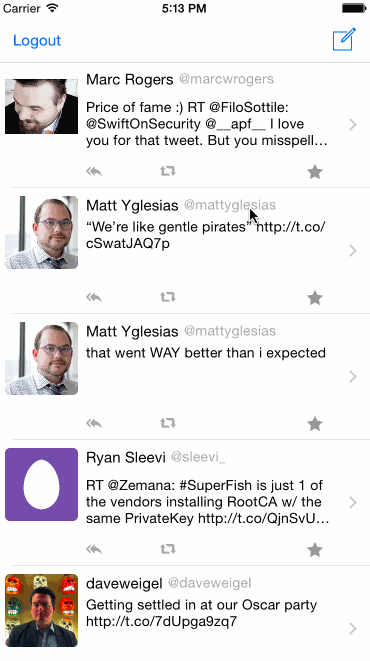 Carrier 5:13 PM
Logout
Marc Rogers @marcwrogers
Price of fame :) RT @FiloSottile:
@SwiftOnSecurity @__apf__ I love
you for that tweet. But you misspell...
Matt Yglesias @mattyglesias
“We're like gentle pirates” http://t.co/
cSwatJAQ7p
Matt Yglesias @mattyglesias
that went WAY better than i expected
Ryan Sleevi @sleevi_
RT @Zemana: #SuperFish is just 1 of
the vendors installing RootCA w/ the
same PrivateKey http://t.co/QjnSvU...
daveweigel @daveweigel
Getting settled in at our Oscar party
http://t.co/7dUpga9zq7